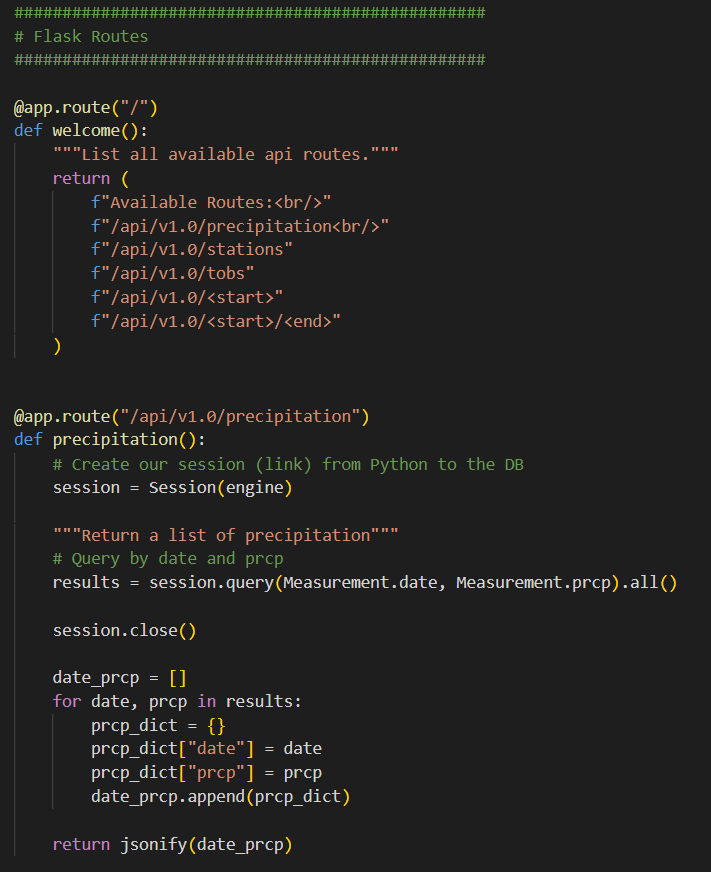 #################################################
# Flask Routes
#################################################
@app.route("/")
def welcome():
    """List all available api routes."""
    return (
        f"Available Routes:<br/>"
        f"/api/v1.0/precipitation<br/>"
        f"/api/v1.0/stations"
        f"/api/v1.0/tobs"
        f"/api/v1.0/<start>"
        f"/api/v1.0/<start>/<end>"
    )
@app.route("/api/v1.0/precipitation")
def precipitation():
    # Create our session (link) from Python to the DB
    session = Session(engine)
    """Return a list of precipitation"""
    # Query by date and prcp
    results = session.query(Measurement.date, Measurement.prcp).all()
    session.close()
    date_prcp = []
    for date, prcp in results:
        prcp_dict = {}
        prcp_dict["date"] = date
        prcp_dict["prcp"] = prcp
        date_prcp.append(prcp_dict)
    return jsonify(date_prcp)